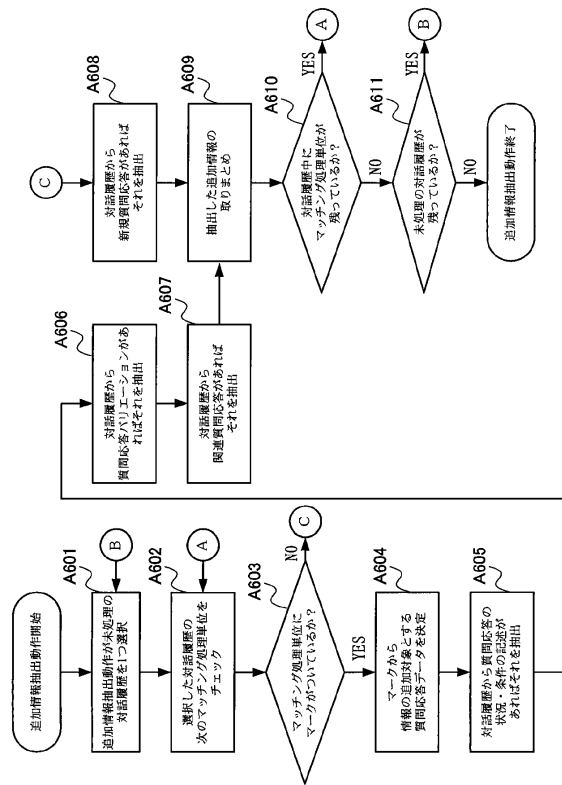 追加情報抽出動作開始
A601
追加情報抽出動作が未処理の
対話履歴を1つ選択
B
A602
選択した対話履歴の
次のマッチング処理単位を
チェック
A
A603
マッチング処理単位に
マークがついているか？
NO
C
YES
A604
マークから
情報の追加対象とする
質問応答データを決定
A605
対話履歴から質問応答の
状況・条件の記述が
あればそれを抽出
A606
対話履歴から
質問応答バリエーションがあ
ればそれを抽出
A607
対話履歴から
関連質問応答があれば
それを抽出
C
A608
対話履歴から
新規質問応答があれば
それを抽出
A609
抽出した追加情報の
取りまとめ
A610
対話履歴中に
マッチング処理単位が
残っているか？
YES
A
NO
A611
未処理の対話履歴が
残っているか？
YES
B
NO
追加情報抽出動作終了